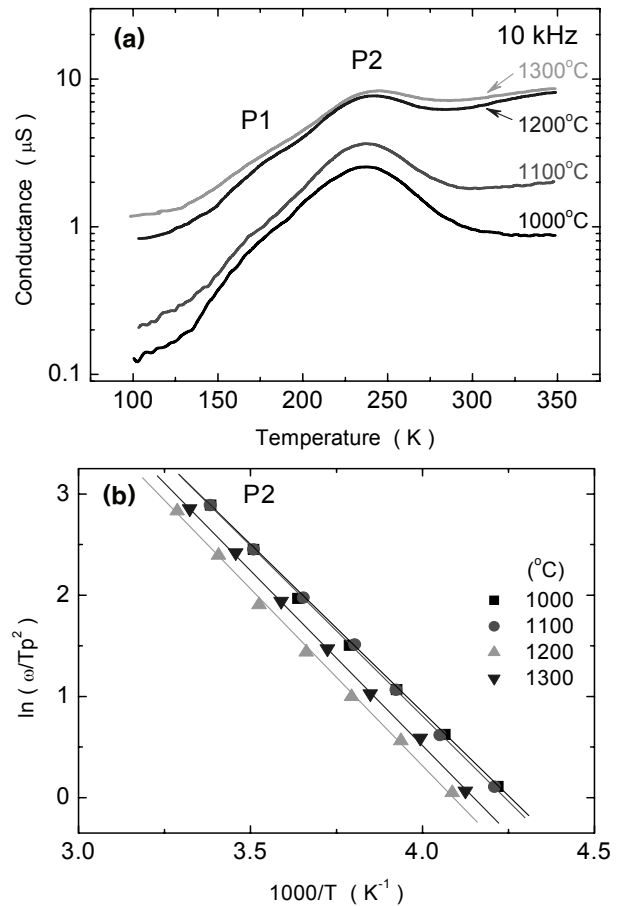 (a)
10 kHz
P2
1300°C
P1
1200°C
1100°C
1000°C
10
1
0.1
Conductance ( μS )
100 150 200 250 300 350
Temperature ( K )
(b)
P2
(°C)
1000
1100
1200
1300
3
2
1
0
ln ( ω/Tp² )
3.0 3.5 4.0 4.5
1000/T ( K⁻¹ )